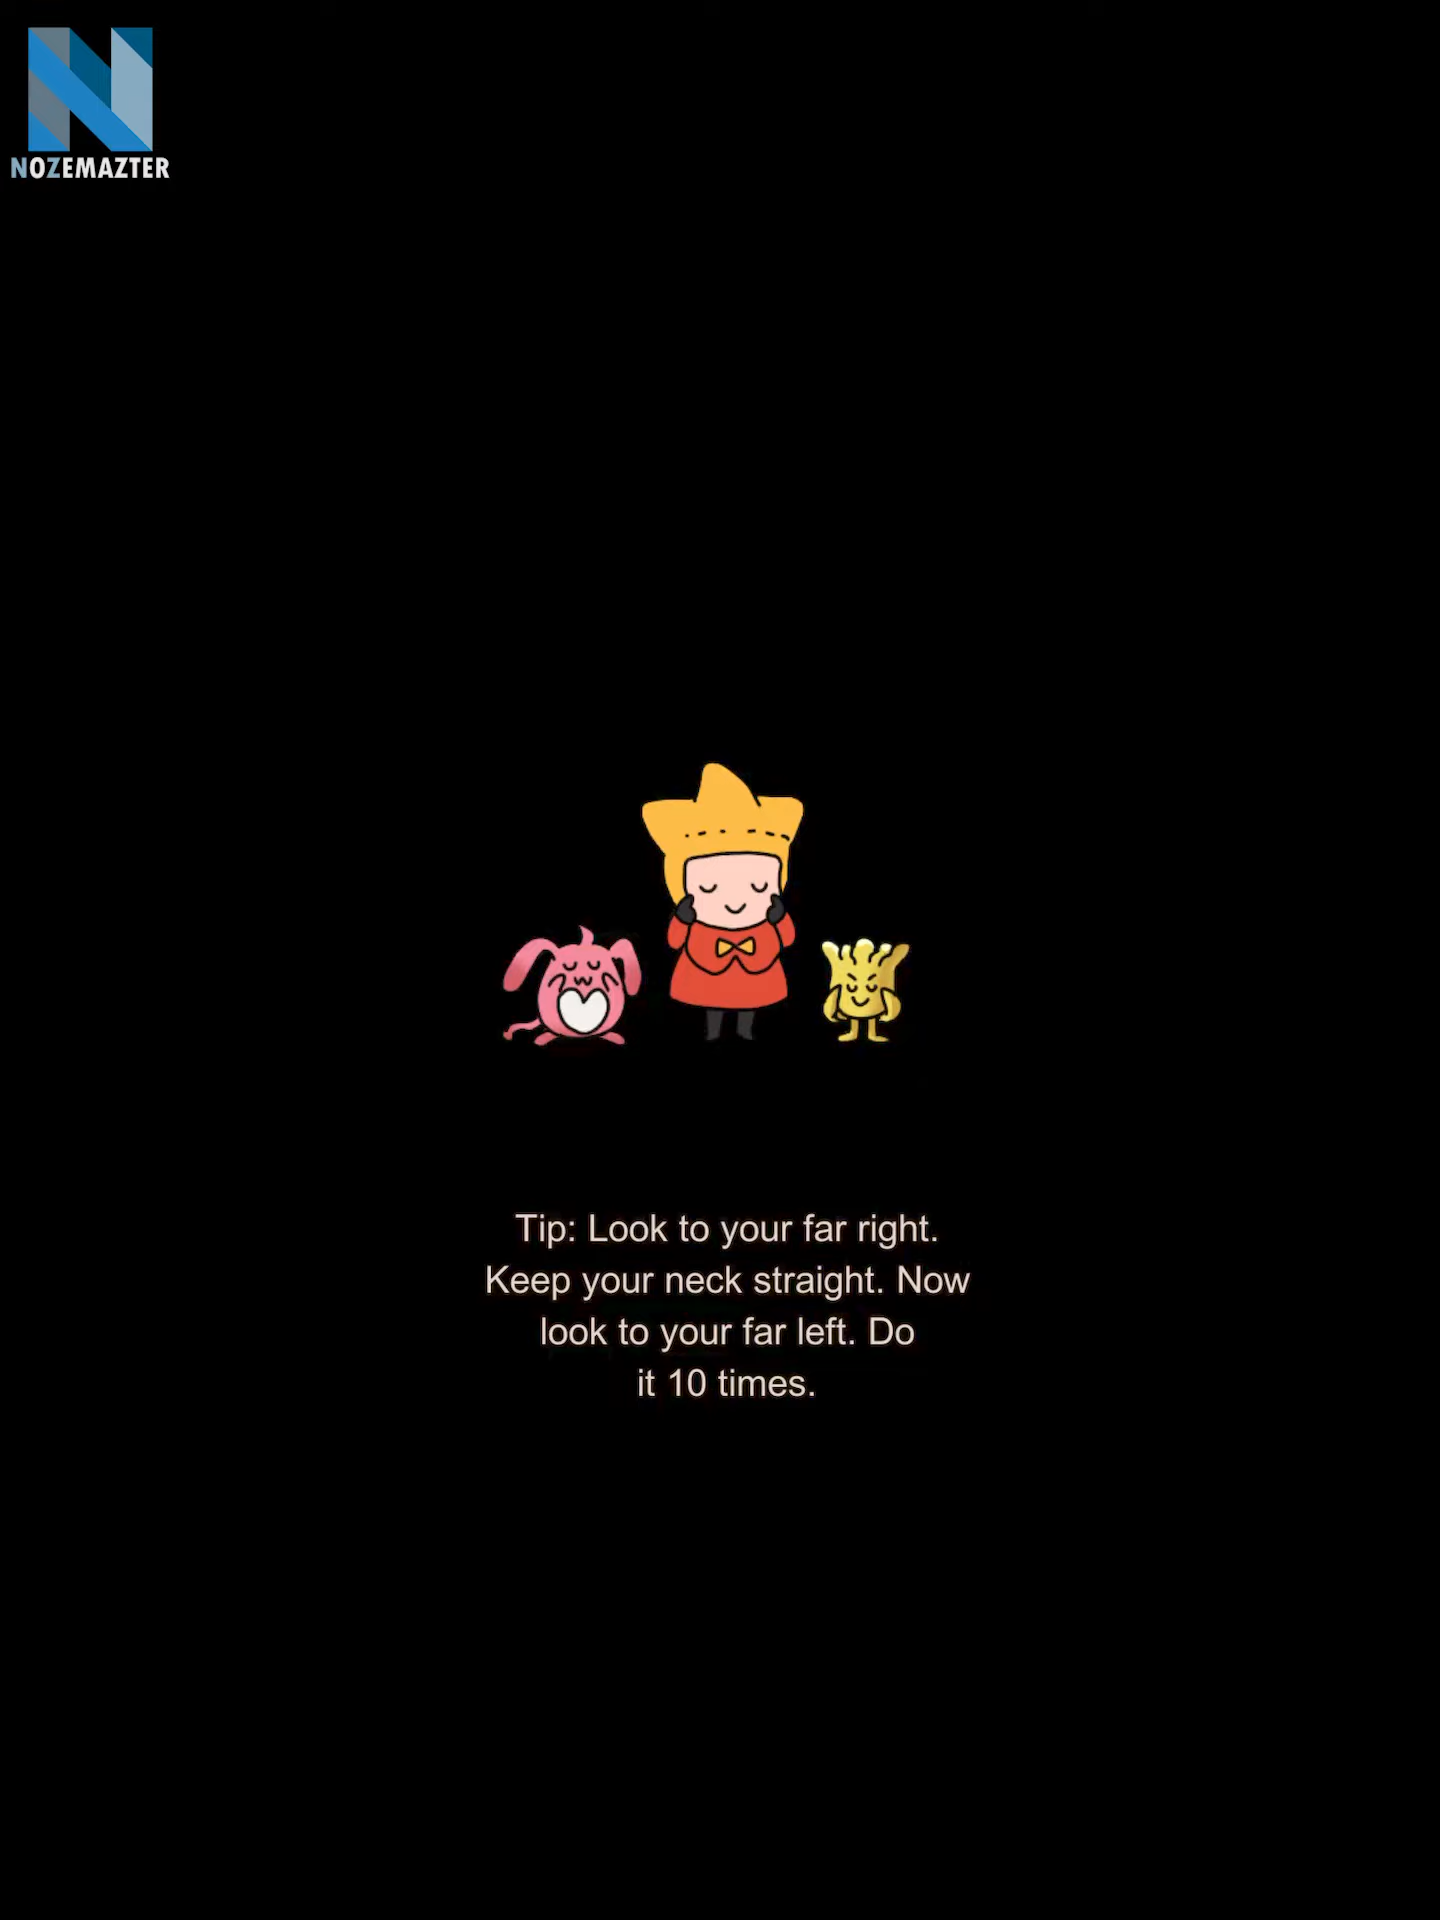 NOZEMAZTER
Tip: Look to your far right.
Keep your neck straight. Now
look to your far left. Do
it 10 times.